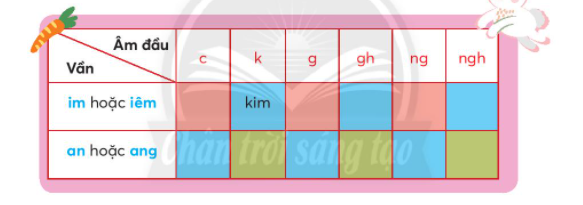 Âm đầu
Vần
c k g gh ng ngh
im hoặc iêm kim
an hoặc ang
Chân trời sáng tạo